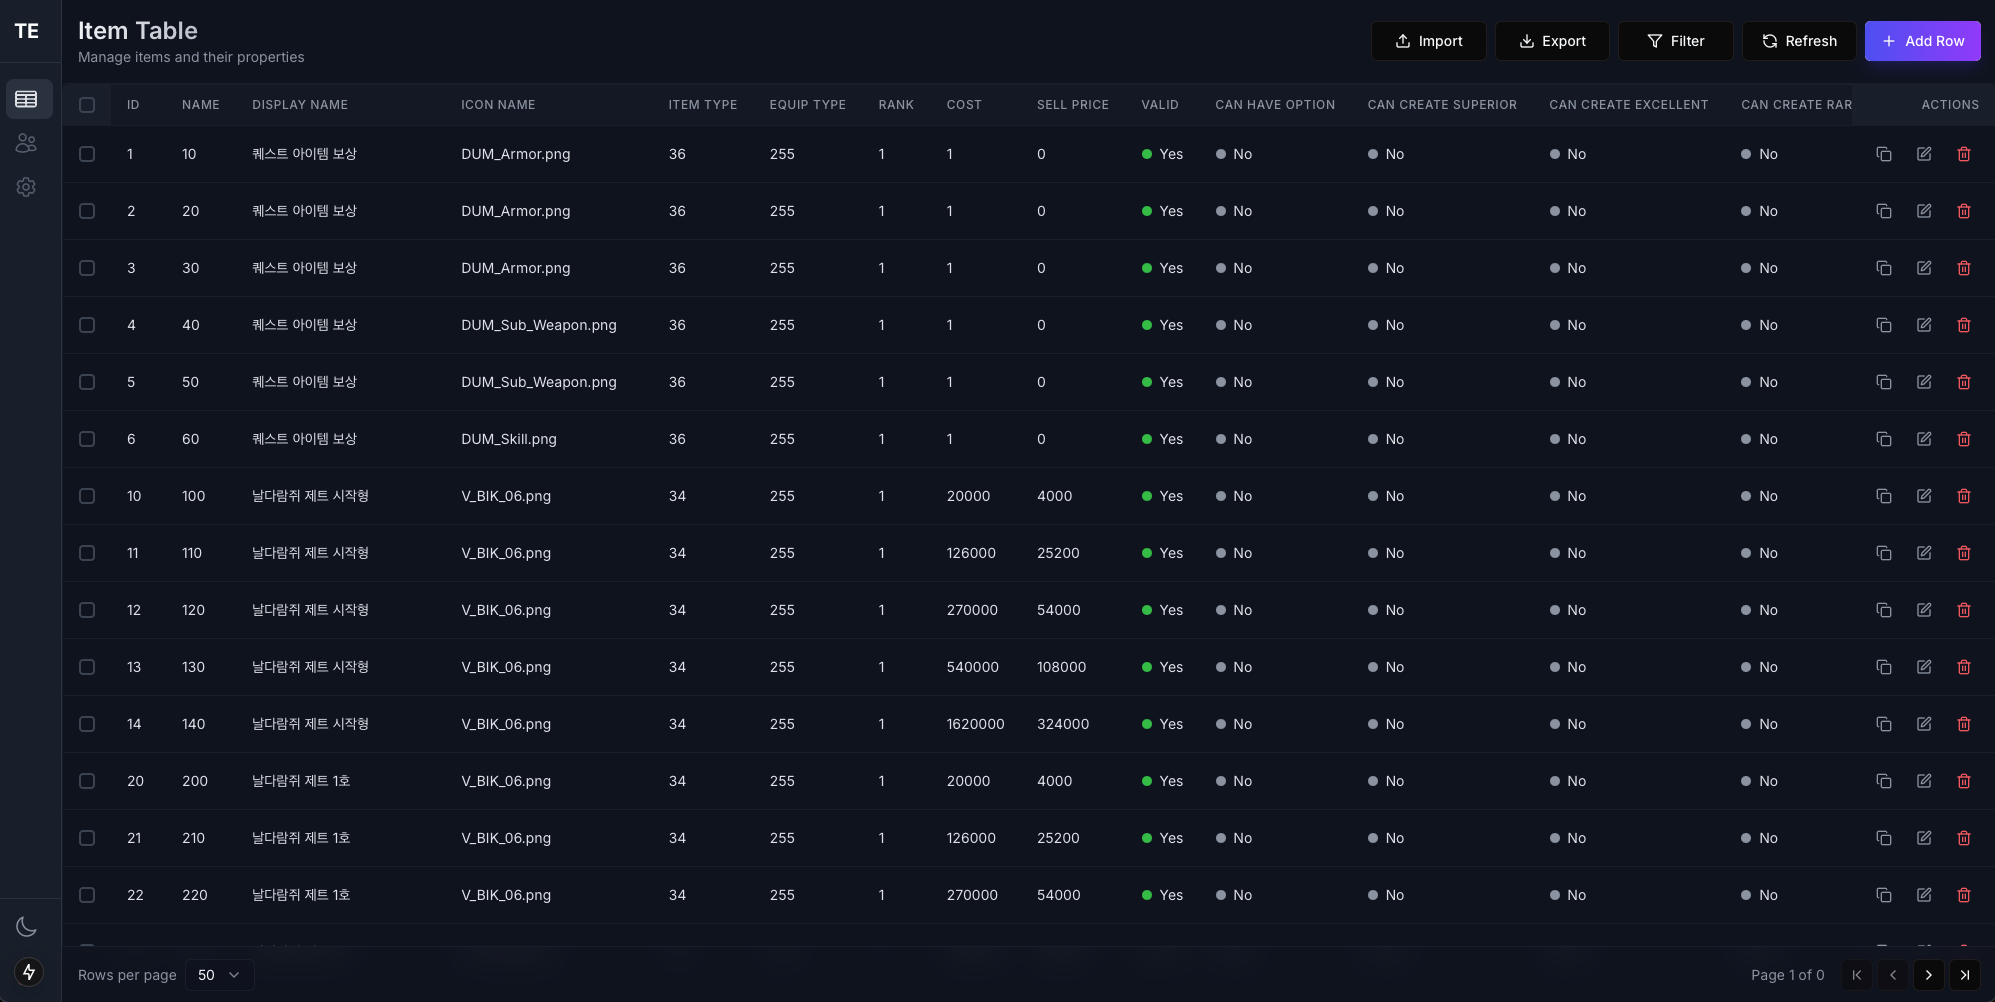 TE
Item Table
Manage items and their properties
Import
Export
Filter
Refresh
Add Row
ID NAME DISPLAY NAME ICON NAME ITEM TYPE EQUIP TYPE RANK COST SELL PRICE VALID CAN HAVE OPTION CAN CREATE SUPERIOR CAN CREATE EXCELLENT CAN CREATE RAR ACTIONS
1 10 퀘스트 아이템 보상 DUM_Armor.png 36 255 1 1 0 Yes No No No No
2 20 퀘스트 아이템 보상 DUM_Armor.png 36 255 1 1 0 Yes No No No No
3 30 퀘스트 아이템 보상 DUM_Armor.png 36 255 1 1 0 Yes No No No No
4 40 퀘스트 아이템 보상 DUM_Sub_Weapon.png 36 255 1 1 0 Yes No No No No
5 50 퀘스트 아이템 보상 DUM_Sub_Weapon.png 36 255 1 1 0 Yes No No No No
6 60 퀘스트 아이템 보상 DUM_Skill.png 36 255 1 1 0 Yes No No No No
10 100 날다람쥐 제트 시작형 V_BIK_06.png 34 255 1 20000 4000 Yes No No No No
11 110 날다람쥐 제트 시작형 V_BIK_06.png 34 255 1 126000 25200 Yes No No No No
12 120 날다람쥐 제트 시작형 V_BIK_06.png 34 255 1 270000 54000 Yes No No No No
13 130 날다람쥐 제트 시작형 V_BIK_06.png 34 255 1 540000 108000 Yes No No No No
14 140 날다람쥐 제트 시작형 V_BIK_06.png 34 255 1 1620000 324000 Yes No No No No
20 200 날다람쥐 제트 1호 V_BIK_06.png 34 255 1 20000 4000 Yes No No No No
21 210 날다람쥐 제트 1호 V_BIK_06.png 34 255 1 126000 25200 Yes No No No No
22 220 날다람쥐 제트 1호 V_BIK_06.png 34 255 1 270000 54000 Yes No No No No
Rows per page 50
Page 1 of 0